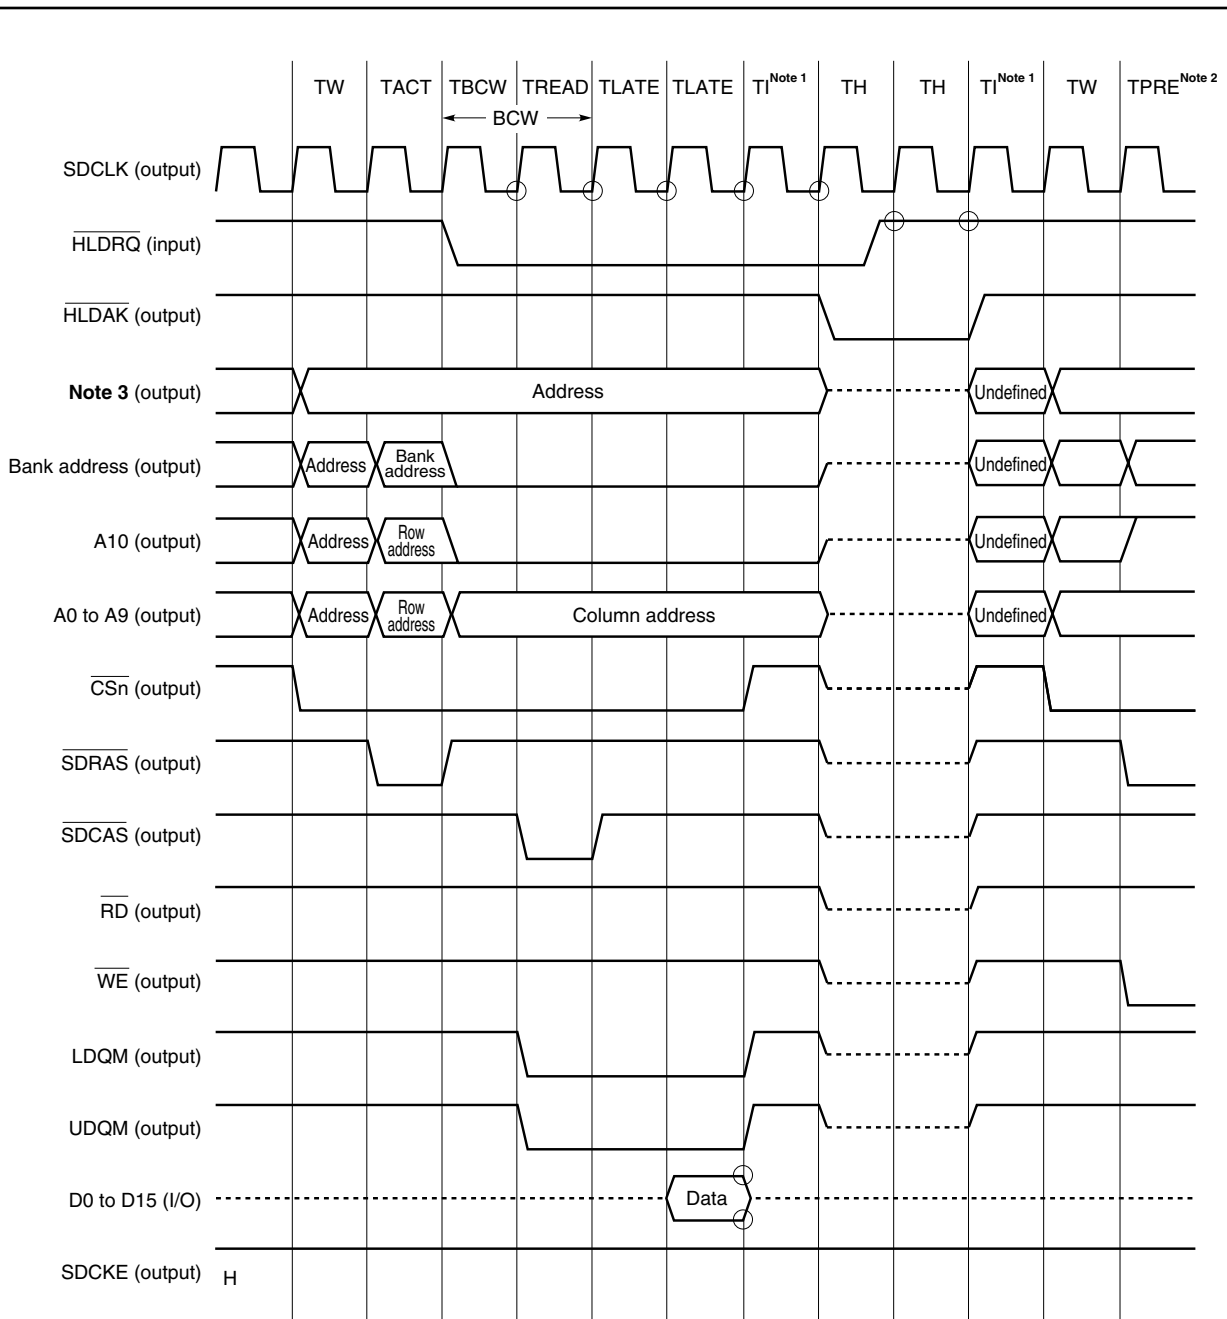 TW TACT TBCW TREAD TLATE TLATE TI Note 1 TH TH TI Note 1 TW TPRE Note 2
BCW
SDCLK (output)
HLDRQ (input)
HLDAK (output)
Note 3 (output) Address Undefined
Bank address (output) Address Bank address Undefined
A10 (output) Address Row address Undefined
A0 to A9 (output) Address Row address Column address Undefined
CSn (output)
SDRAS (output)
SDCAS (output)
RD (output)
WE (output)
LDQM (output)
UDQM (output)
D0 to D15 (I/O) Data
SDCKE (output) H